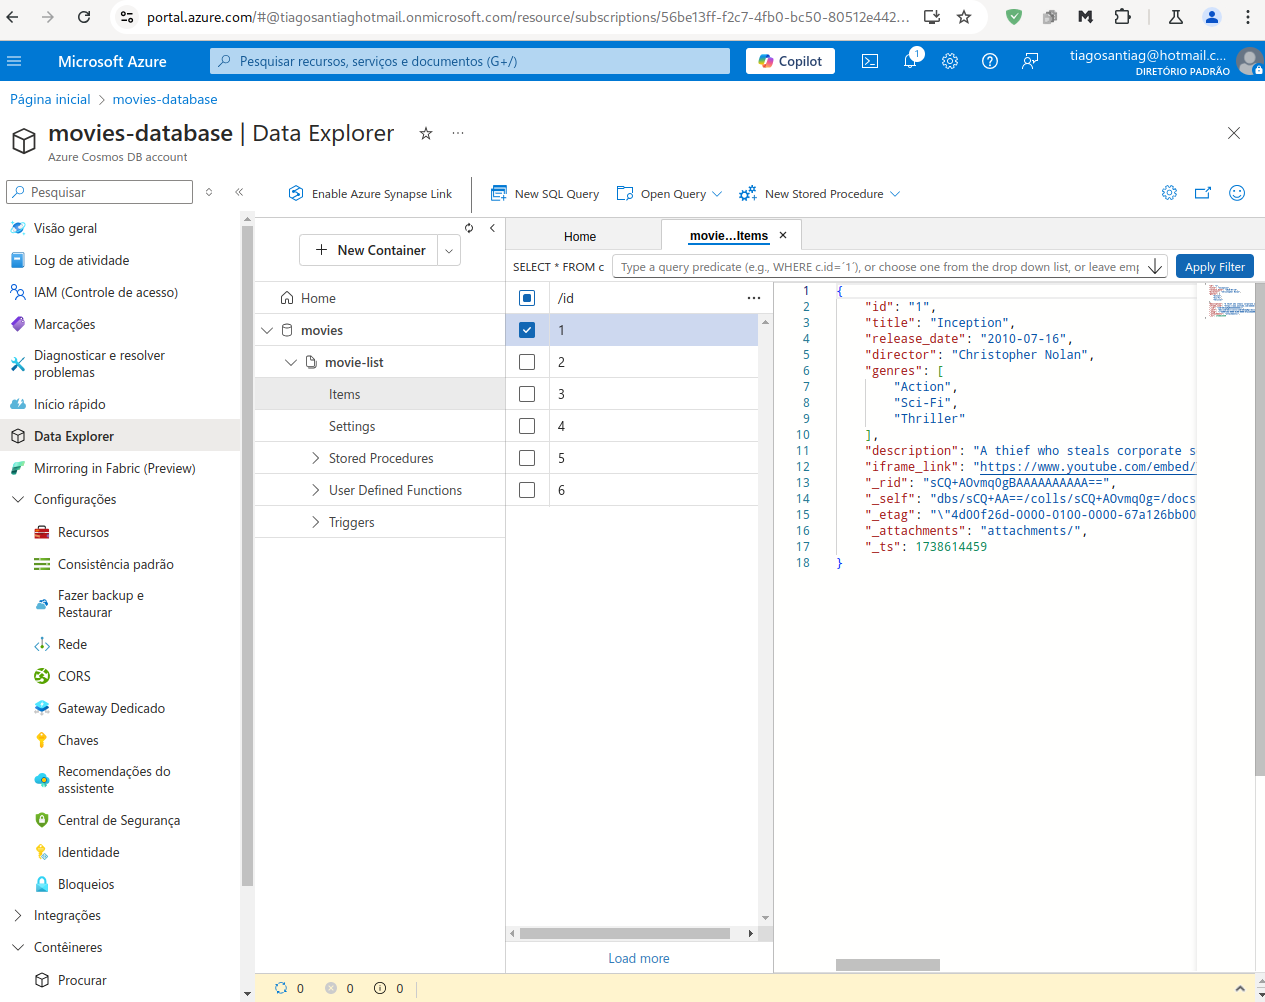 portal.azure.com/#@tiagosantiaghotmail.onmicrosoft.com/resource/subscriptions/56be13ff-f2c7-4fb0-bc50-80512e442...
Microsoft Azure
Pesquisar recursos, serviços e documentos (G+/)
Copilot
1
tiagosantiag@hotmail.c...
DIRETÓRIO PADRÃO
Página inicial > movies-database
movies-database | Data Explorer
Azure Cosmos DB account
Pesquisar
Visão geral
Log de atividade
IAM (Controle de acesso)
Marcações
Diagnosticar e resolver
problemas
Início rápido
Data Explorer
Mirroring in Fabric (Preview)
Configurações
Recursos
Consistência padrão
Fazer backup e
Restaurar
Rede
CORS
Gateway Dedicado
Chaves
Recomendações do
assistente
Central de Segurança
Identidade
Bloqueios
Integrações
Contêineres
Procurar
Enable Azure Synapse Link
New SQL Query
Open Query
New Stored Procedure
New Container
Home
movies
movie-list
Items
Settings
Stored Procedures
User Defined Functions
Triggers
Home
movie...Items
SELECT * FROM c
Type a query predicate (e.g., WHERE c.id=´1´), or choose one from the drop down list, or leave emp
Apply Filter
/id
1
2
3
4
5
6
Load more
1 {
2 "id": "1",
3 "title": "Inception",
4 "release_date": "2010-07-16",
5 "director": "Christopher Nolan",
6 "genres": [
7 "Action",
8 "Sci-Fi",
9 "Thriller"
10 ],
11 "description": "A thief who steals corporate s
12 "iframe_link": "https://www.youtube.com/embed/
13 "_rid": "sCQ+AOvmq0gBAAAAAAAAAA==",
14 "_self": "dbs/sCQ+AA==/colls/sCQ+AOvmq0g=/docs
15 "_etag": "\"4d00f26d-0000-0100-0000-67a126bb00
16 "_attachments": "attachments/",
17 "_ts": 1738614459
18 }
0
0
0